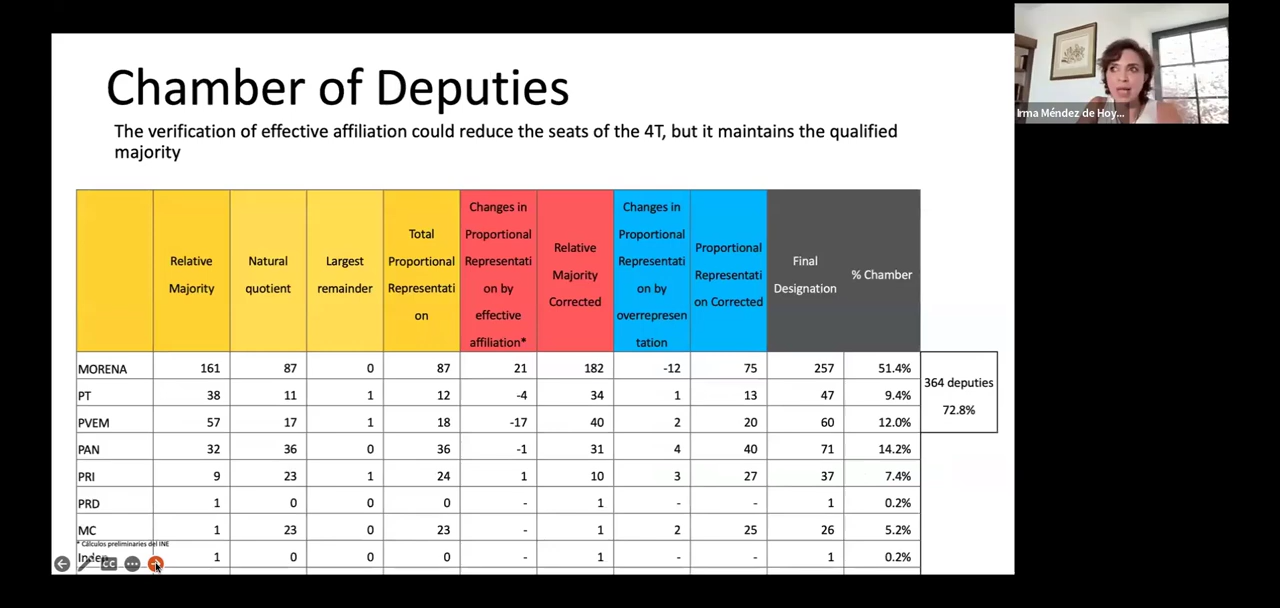 Chamber of Deputies
The verification of effective affiliation could reduce the seats of the 4T, but it maintains the qualified
majority
Relative
Majority
Natural
quotient
Largest
remainder
Total
Proportional
Representati
on
Changes in
Proportional
Representati
on by
effective
affiliation*
Relative
Majority
Corrected
Changes in
Proportional
Representati
on by
overrepresen
tation
Proportional
Representati
on Corrected
Final
Designation
% Chamber
MORENA 161 87 0 87 21 182 -12 75 257 51.4%
PT 38 11 1 12 -4 34 1 13 47 9.4%
PVEM 57 17 1 18 -17 40 2 20 60 12.0%
PAN 32 36 0 36 -1 31 4 40 71 14.2%
PRI 9 23 1 24 1 10 3 27 37 7.4%
PRD 1 0 0 0 - 1 - - 1 0.2%
MC 1 23 0 23 - 1 2 25 26 5.2%
* Cálculos preliminares del INE
Indep 1 0 0 0 - 1 - - 1 0.2%
364 deputies
72.8%
CC
Irma Méndez de Hoy...